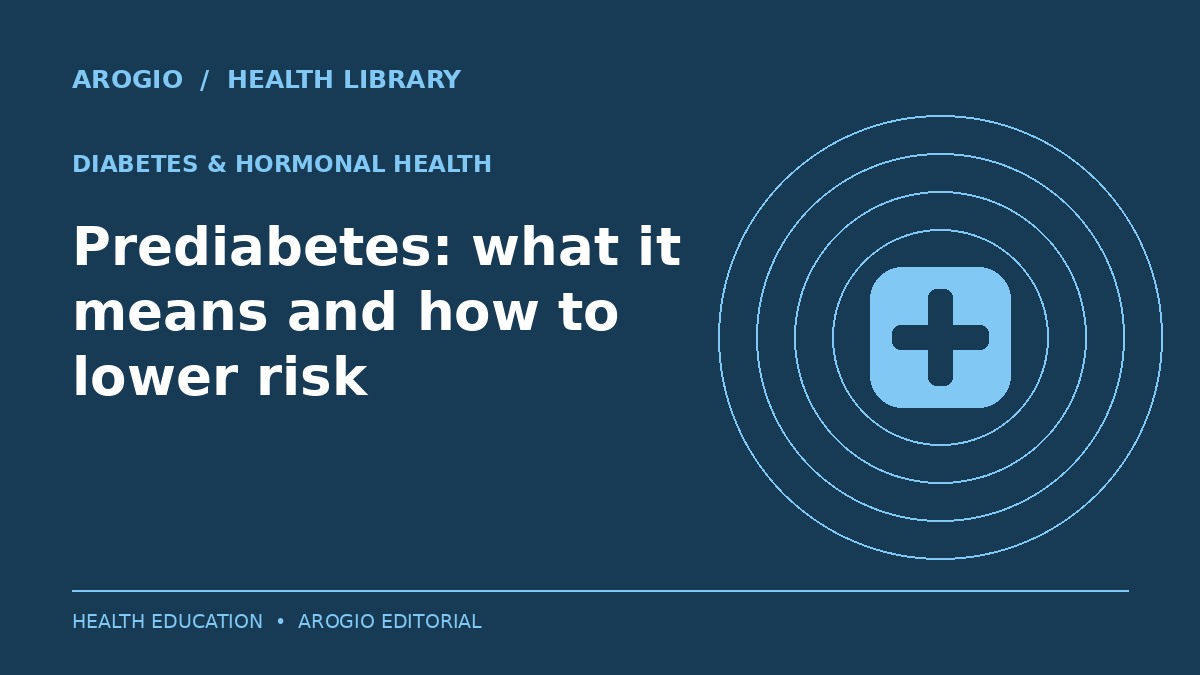 AROGIO / HEALTH LIBRARY
DIABETES & HORMONAL HEALTH
Prediabetes: what it
means and how to
lower risk
HEALTH EDUCATION • AROGIO EDITORIAL